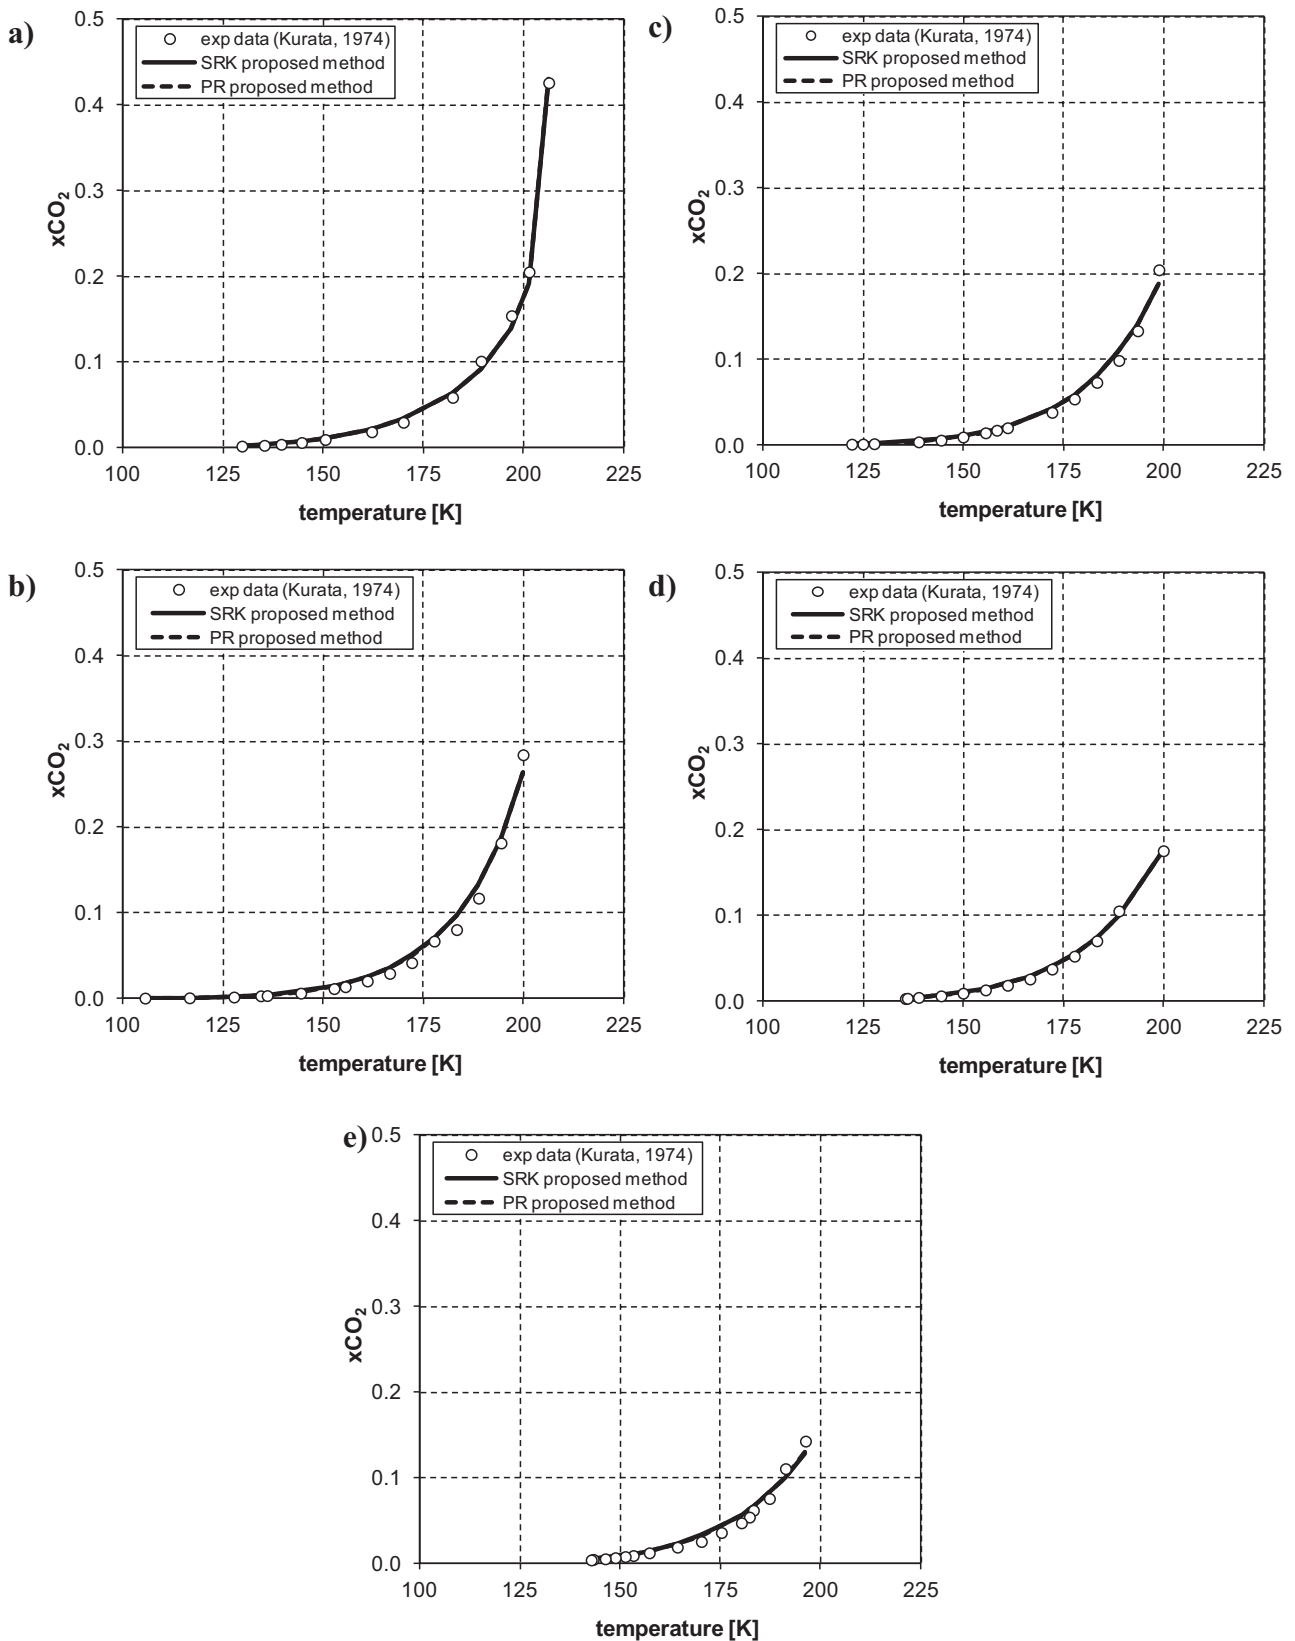 a)
0.5
0.4
0.3
0.2
0.1
0.0
xCO2
exp data (Kurata, 1974)
SRK proposed method
PR proposed method
100 125 150 175 200 225
temperature [K]
c)
0.5
0.4
0.3
0.2
0.1
0.0
xCO2
exp data (Kurata, 1974)
SRK proposed method
PR proposed method
100 125 150 175 200 225
temperature [K]
b)
0.5
0.4
0.3
0.2
0.1
0.0
xCO2
exp data (Kurata, 1974)
SRK proposed method
PR proposed method
100 125 150 175 200 225
temperature [K]
d)
0.5
0.4
0.3
0.2
0.1
0.0
xCO2
exp data (Kurata, 1974)
SRK proposed method
PR proposed method
100 125 150 175 200 225
temperature [K]
e)
0.5
0.4
0.3
0.2
0.1
0.0
xCO2
exp data (Kurata, 1974)
SRK proposed method
PR proposed method
100 125 150 175 200 225
temperature [K]